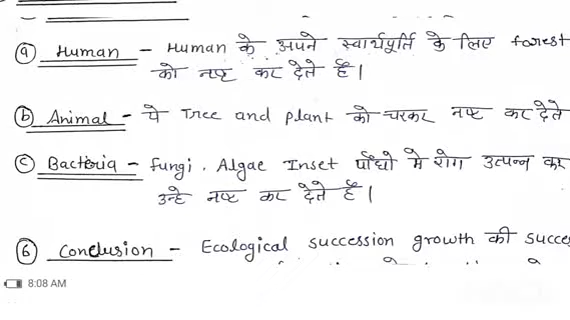 (a) Human - Human के अपने स्वार्थपूर्ति के लिए forest
को नष्ट कर देते है।
(b) Animal - ये Tree and plant को चरकर नष्ट कर देते
(c) Bacteria - fungi, Algae Inset पौधो मे रोग उत्पन्न कर
उन्हे नष्ट कर देते है।
(6) Conclusion - Ecological succession growth की succes
8:08 AM